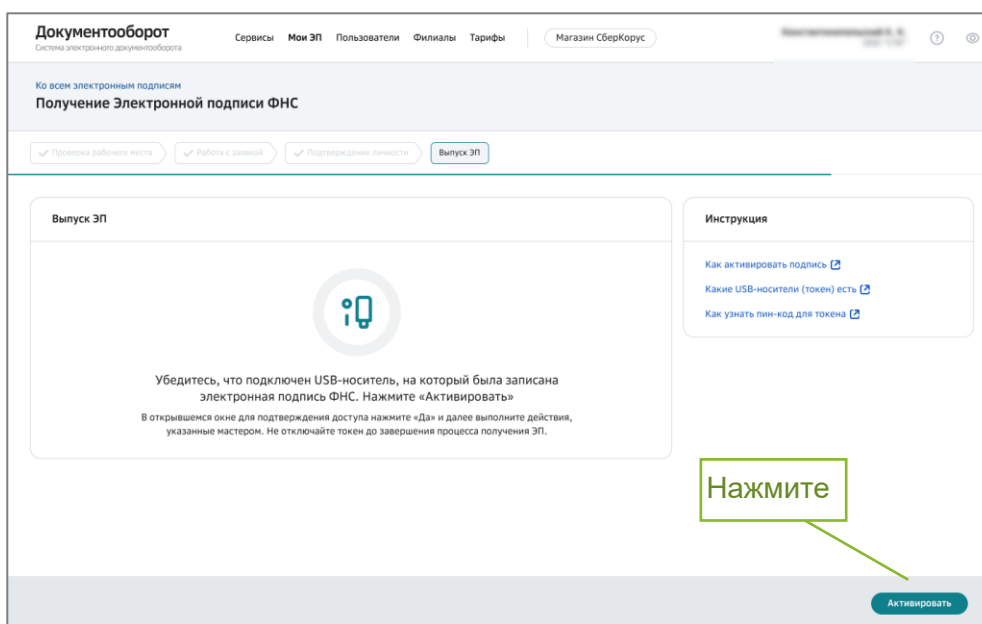 Документооборот
Система электронного документооборота
Сервисы Мои ЭП Пользователи Филиалы Тарифы Магазин СберКорус
Ко всем электронным подписям
Получение Электронной подписи ФНС
Проверка рабочего места Работа с заявкой Подтверждение личности Выпуск ЭП
Выпуск ЭП
Убедитесь, что подключен USB-носитель, на который была записана
электронная подпись ФНС. Нажмите «Активировать»
В открывшемся окне для подтверждения доступа нажмите «Да» и далее выполните действия,
указанные мастером. Не отключайте токен до завершения процесса получения ЭП.
Инструкция
Как активировать подпись
Какие USB-носители (токен) есть
Как узнать пин-код для токена
Нажмите
Активировать